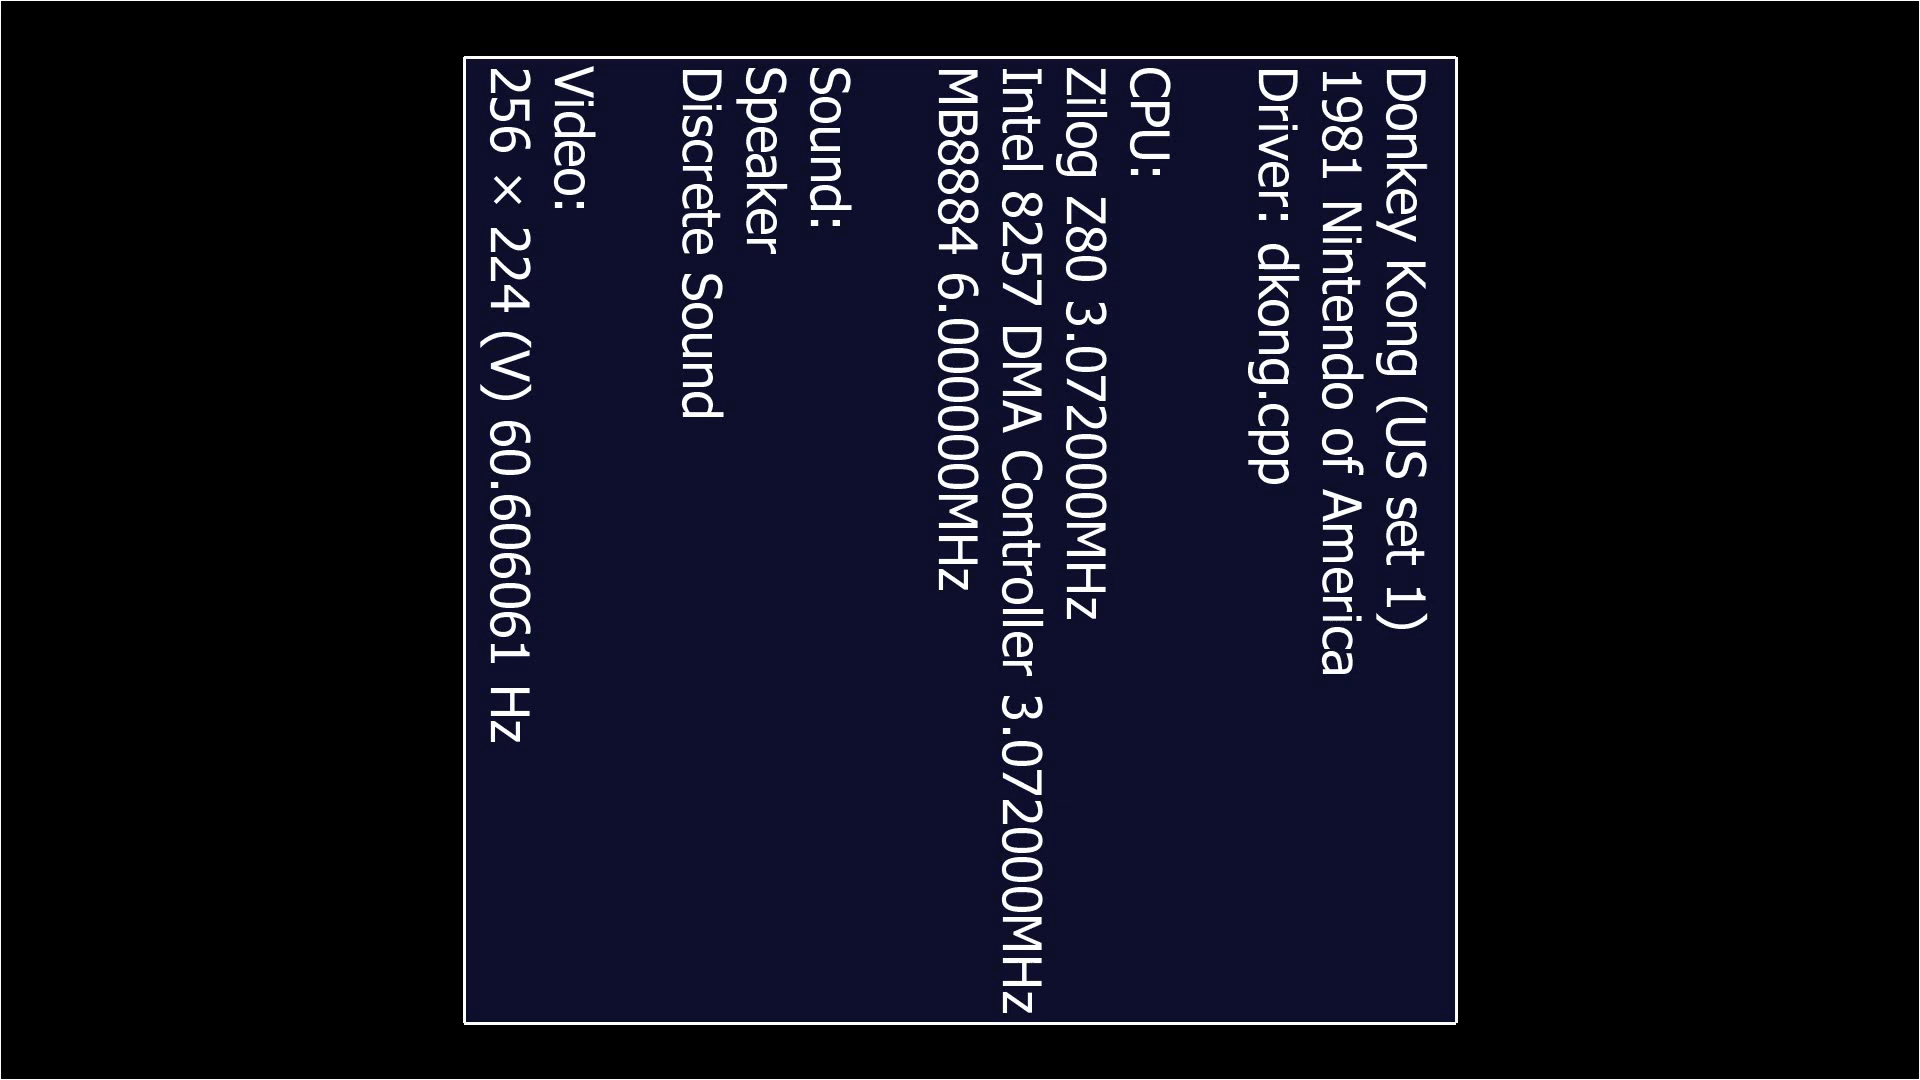 Donkey Kong (US set 1)
1981 Nintendo of America
Driver: dkong.cpp
CPU:
Zilog Z80 3.072000MHz
Intel 8257 DMA Controller 3.072000MHz
MB8884 6.000000MHz
Sound:
Speaker
Discrete Sound
Video:
256 × 224 (V) 60.606061 Hz